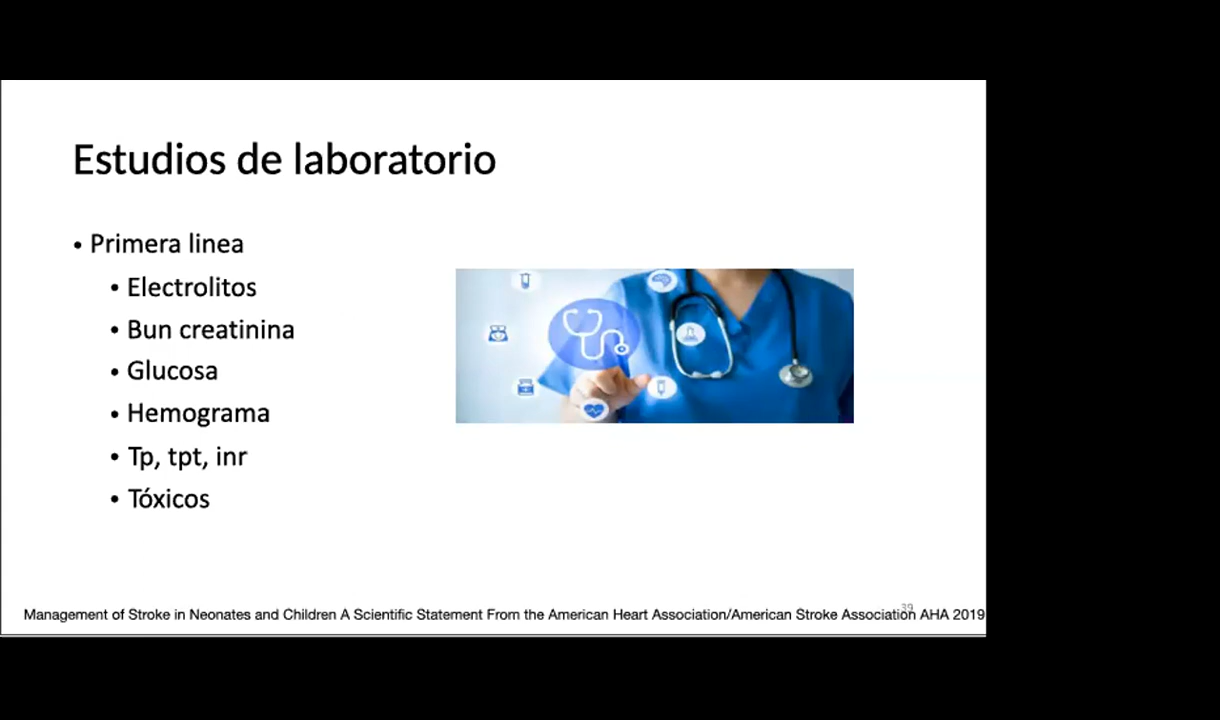 Estudios de laboratorio
• Primera linea
• Electrolitos
• Bun creatinina
• Glucosa
• Hemograma
• Tp, tpt, inr
• Tóxicos
39
Management of Stroke in Neonates and Children A Scientific Statement From the American Heart Association/American Stroke Association AHA 2019